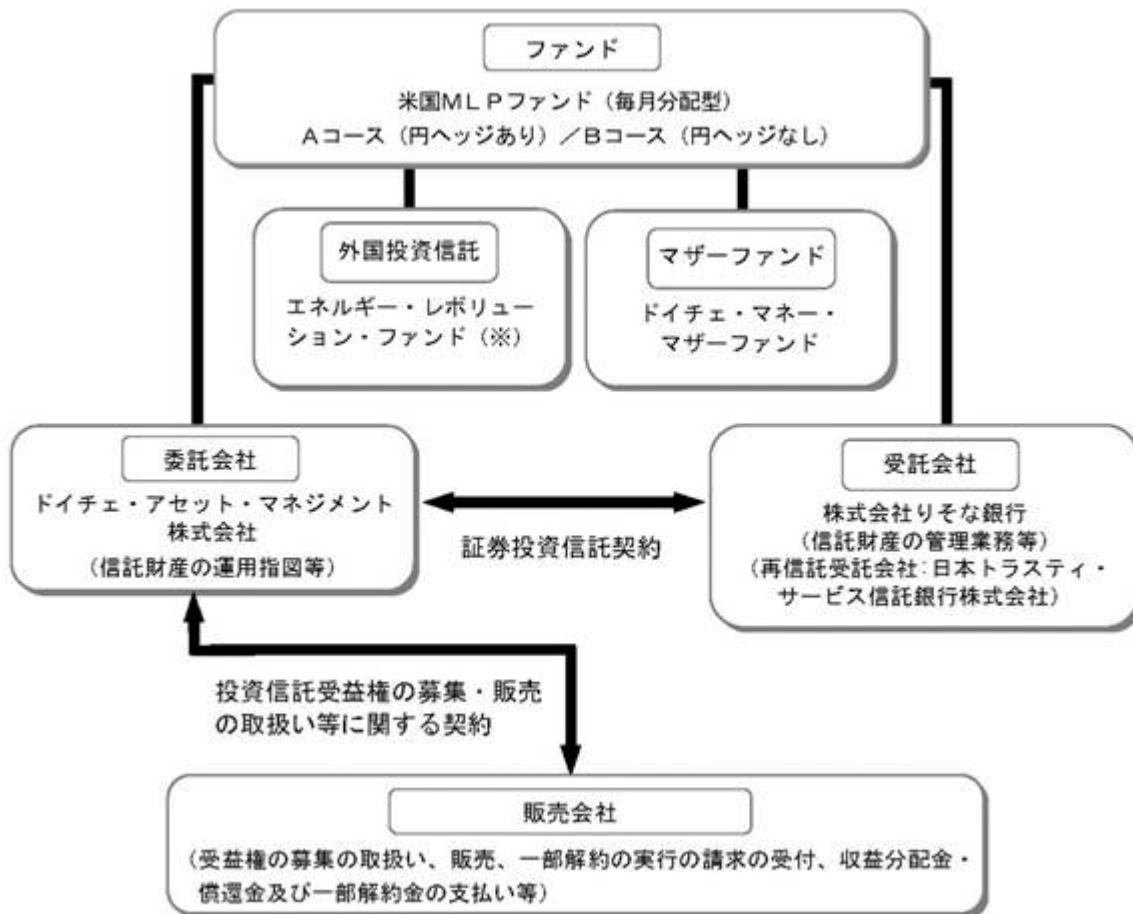 ファンド
米国MLPファンド（毎月分配型）
Aコース（円ヘッジあり）／Bコース（円ヘッジなし）
外国投資信託
エネルギー・レボリュー
ション・ファンド（※）
マザーファンド
ドイチェ・マネー・
マザーファンド
委託会社
ドイチェ・アセット・マネジメント
株式会社
（信託財産の運用指図等）
証券投資信託契約
受託会社
株式会社りそな銀行
（信託財産の管理業務等）
（再信託受託会社：日本トラスティ・
サービス信託銀行株式会社）
投資信託受益権の募集・販売
の取扱い等に関する契約
販売会社
（受益権の募集の取扱い、販売、一部解約の実行の請求の受付、収益分配金・
償還金及び一部解約金の支払い等）